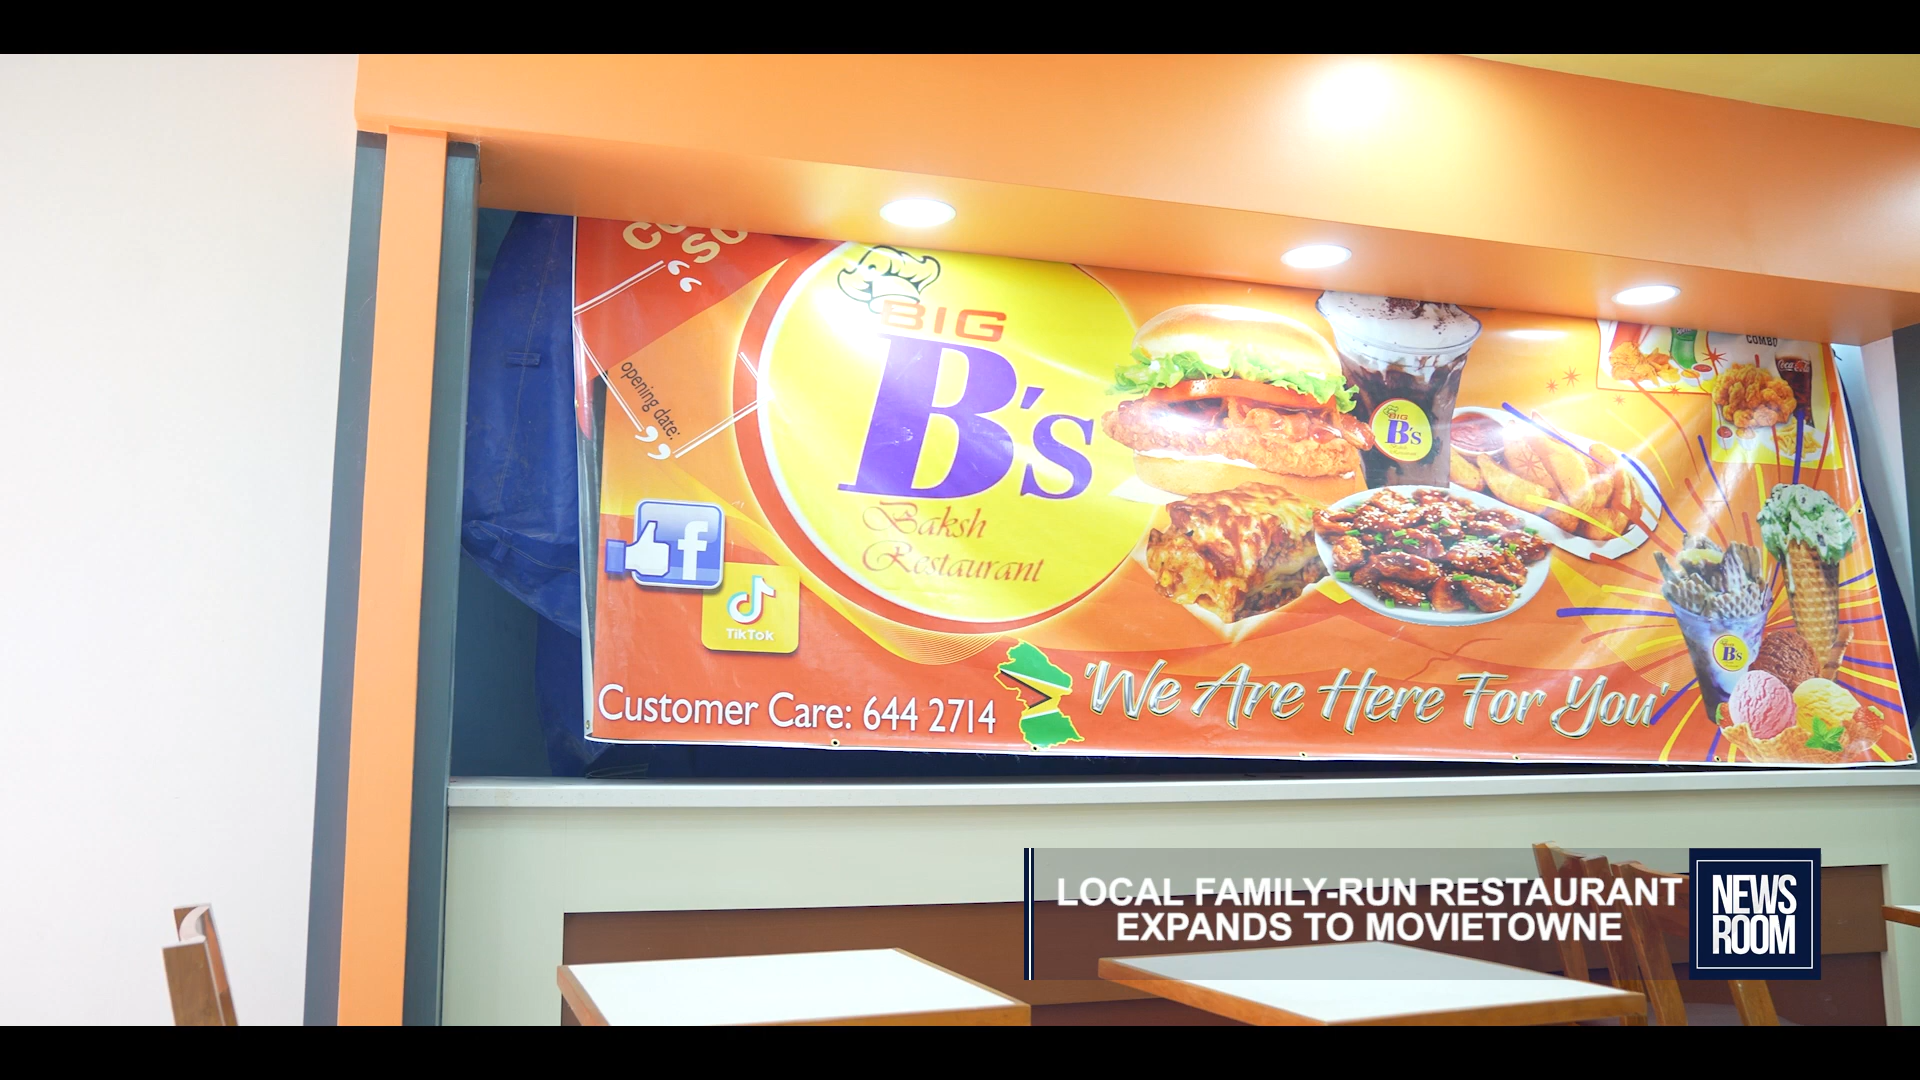 “
opening date:
”
BIG
B's
Baksh
Restaurant
BIG
B's
COMBO
B's
f
TikTok
Customer Care: 644 2714
'We Are Here For You'
LOCAL FAMILY-RUN RESTAURANT
EXPANDS TO MOVIETOWNE
NEWS
ROOM